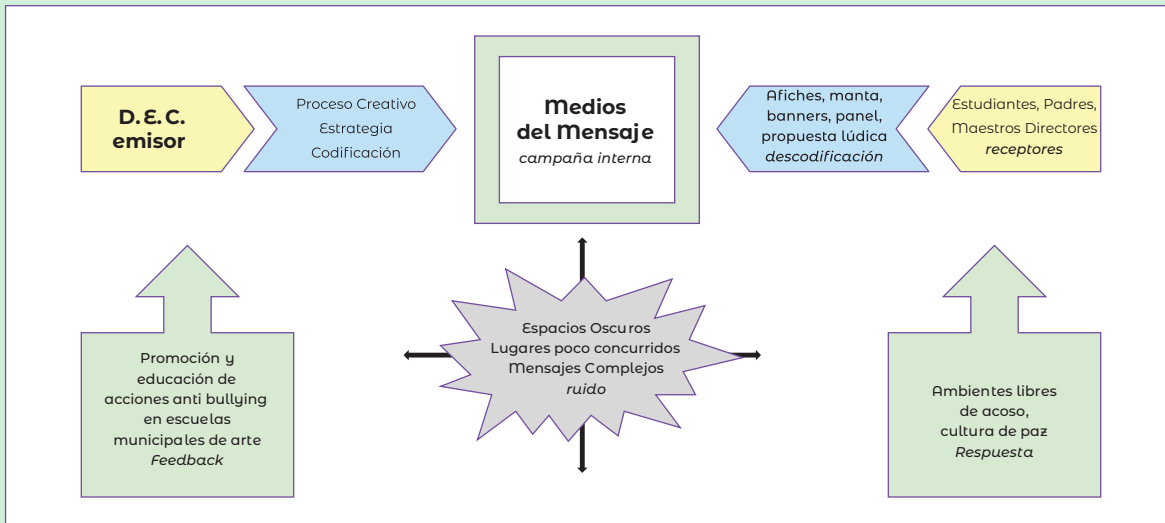 D. E. C.
emisor
Proceso Creativo
Estrategia
Codificación
Medios
del Mensaje
campaña interna
Afiches, manta,
banners, panel,
propuesta lúdica
descodificación
Estudiantes, Padres,
Maestros Directores
receptores
Promoción y
educación de
acciones anti bullying
en escuelas
municipales de arte
Feedback
Espacios Oscuros
Lugares poco concurridos
Mensajes Complejos
ruido
Ambientes libres
de acoso,
cultura de paz
Respuesta